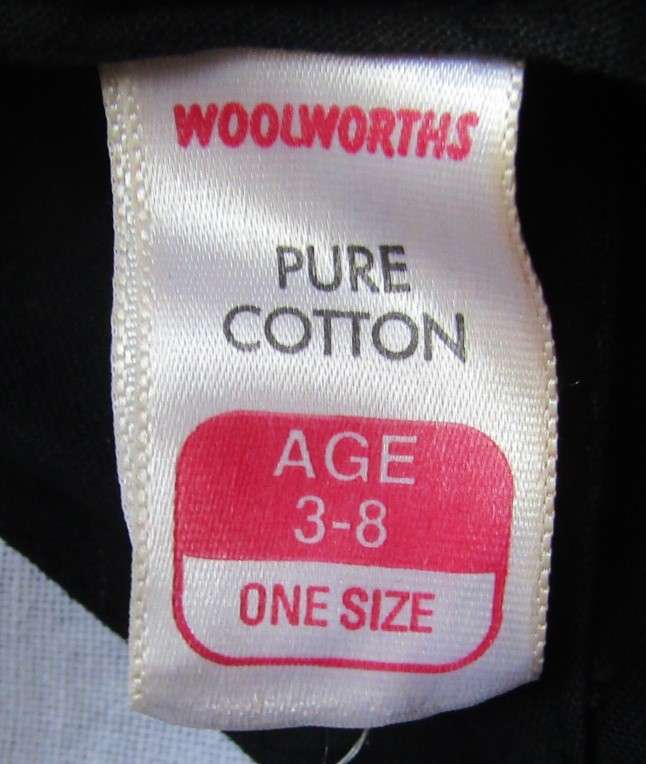 WOOLWORTHS
PURE
COTTON
AGE
3-8
ONE SIZE